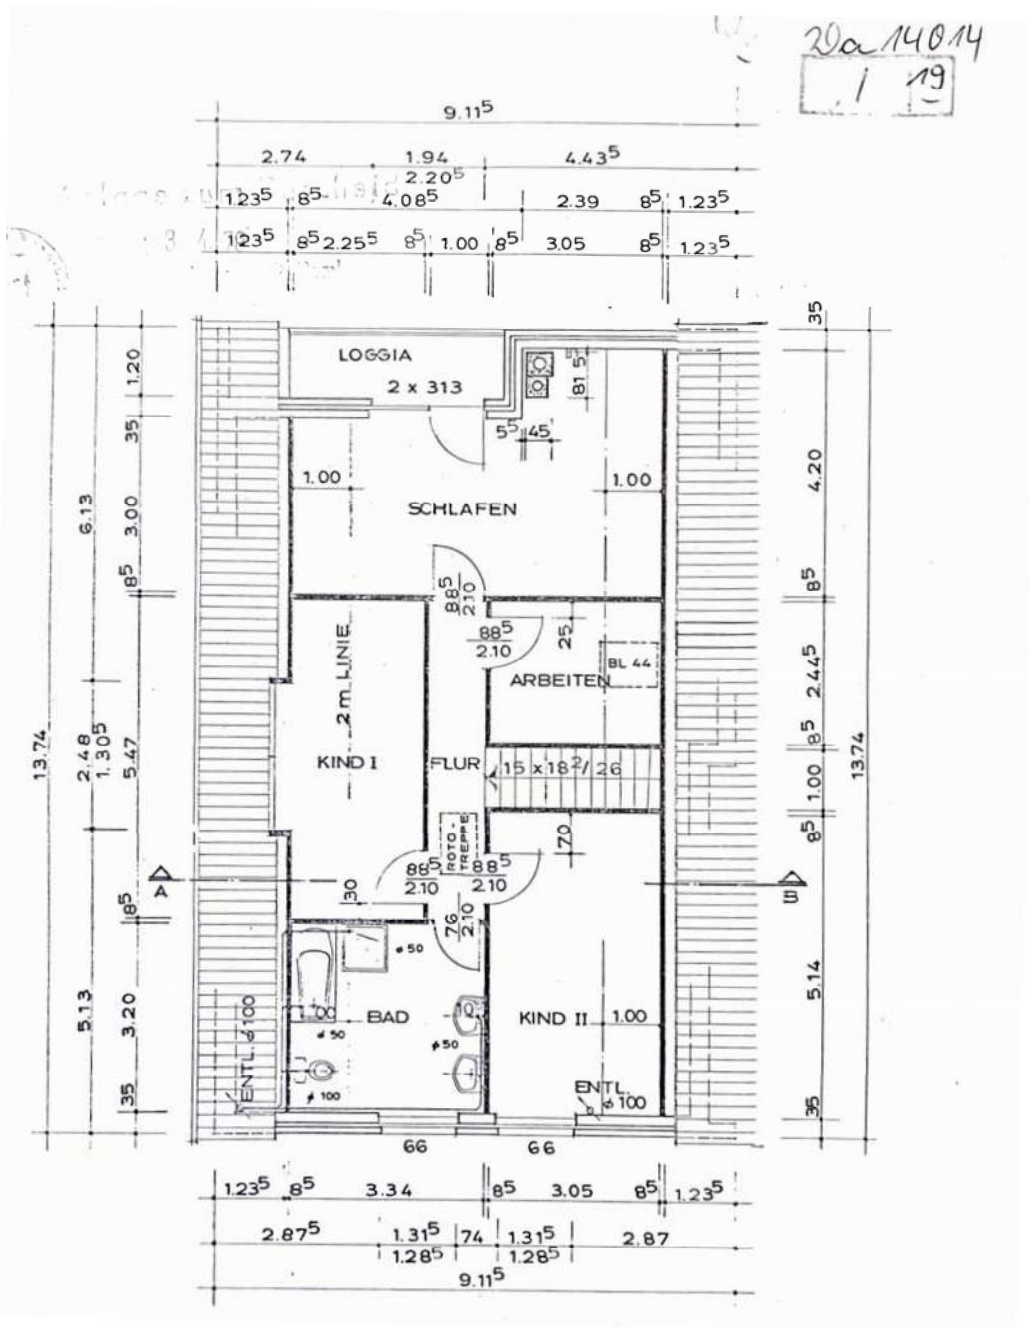 Da 14014
1 19
9.11⁵
2.74 1.94 4.43⁵
2.20⁵
1.23⁵ 8⁵ 4.08⁵ 2.39 8⁵ 1.23⁵
1.23⁵ 8⁵ 2.25⁵ 8⁵ 1.00 8⁵ 3.05 8⁵ 1.23⁵
LOGGIA
2 x 313
81⁵
5⁵ 45
1.00
1.00
SCHLAFEN
88⁵
2.10
88⁵
2.10
25
BL 44
ARBEITEN
2m LINIE
KIND I
FLUR
15 x 18²/26
ROTO-
TREPPE
70
88⁵
2.10
88⁵
2.10
30
76
2.10
A
B
ø 50
BAD
ø 50
ø 50
KIND II
1.00
ENTL. ø 100
ø 100
ENTL.
ø 100
66
66
35
1.20
35
3.00
8⁵
5.47
8⁵
3.20
35
6.13
2.48
1.30⁵
5.13
13.74
35
4.20
8⁵
2.44⁵
8⁵
1.00
8⁵
5.14
35
13.74
1.23⁵ 8⁵ 3.34 8⁵ 3.05 8⁵ 1.23⁵
2.87⁵ 1.31⁵ 74 1.31⁵ 2.87
1.28⁵ 1.28⁵
9.11⁵